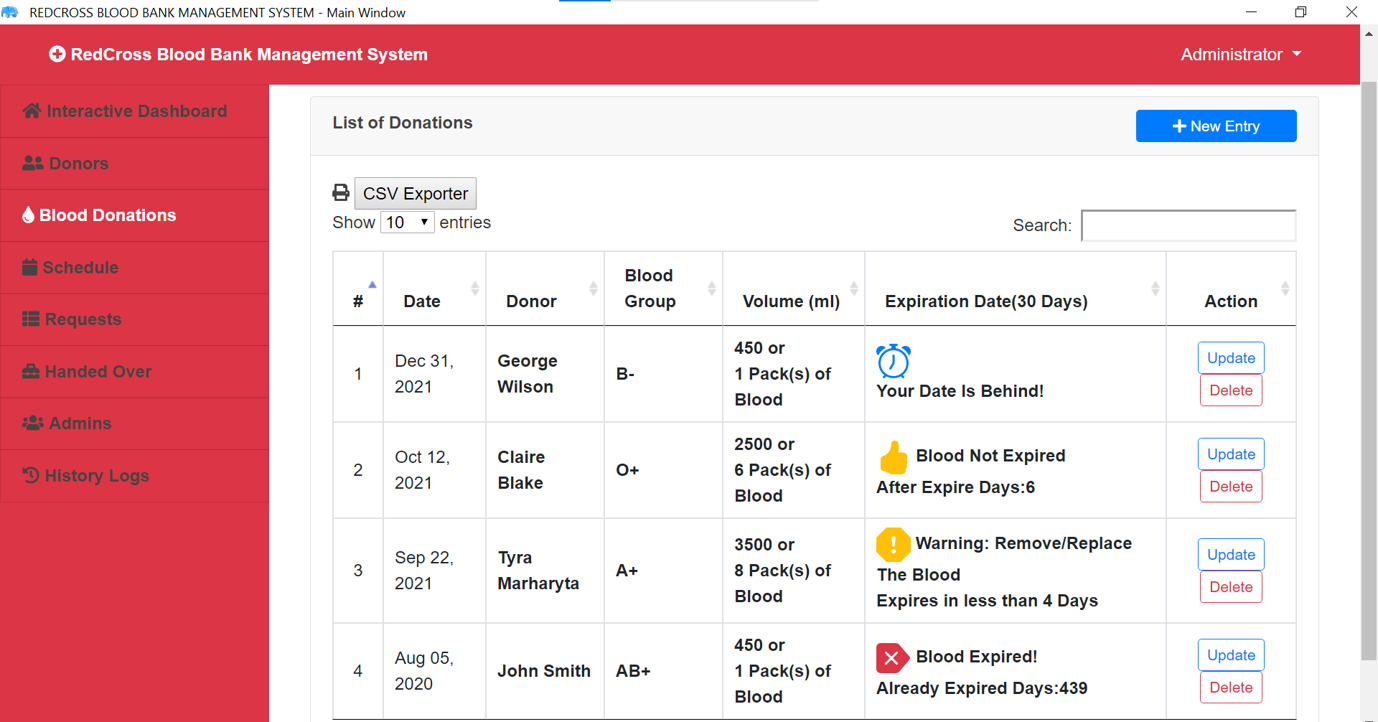 REDCROSS BLOOD BANK MANAGEMENT SYSTEM - Main Window
RedCross Blood Bank Management System
Administrator
Interactive Dashboard
Donors
Blood Donations
Schedule
Requests
Handed Over
Admins
History Logs
List of Donations
New Entry
CSV Exporter
Show 10 entries
Search:
# Date Donor Blood Group Volume (ml) Expiration Date(30 Days) Action
1
Dec 31,
2021
George
Wilson
B-
450 or
1 Pack(s) of
Blood
Your Date Is Behind!
Update
Delete
2
Oct 12,
2021
Claire
Blake
O+
2500 or
6 Pack(s) of
Blood
Blood Not Expired
After Expire Days:6
Update
Delete
3
Sep 22,
2021
Tyra
Marharyta
A+
3500 or
8 Pack(s) of
Blood
Warning: Remove/Replace
The Blood
Expires in less than 4 Days
Update
Delete
4
Aug 05,
2020
John Smith
AB+
450 or
1 Pack(s) of
Blood
Blood Expired!
Already Expired Days:439
Update
Delete